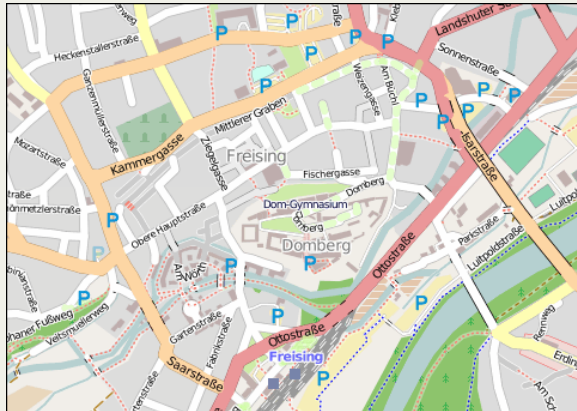 P
P
P
Landshuter
Heckenstallerstraße
Sonnenstraße
Ganzenmüllerstraße
Weizengasse
Am Büchl
P
P
P
P
P
Mittlerer Graben
Isarstraße
Mozartstraße
Kammergasse
Ziegelgasse
Freising
Fischergasse
Domberg
Dom-Gymnasium
Domberg
Luitpoldstraße
Obere Hauptstraße
P
Domberg
Parkstraße
Luitpoldstraße
P
P
P
Ottostraße
Am
Wörth
P
P
P
Veitsmüllerweg
Gartenstraße
Fabrikstraße
Ottostraße
Rennweg
Saarstraße
Freising
P
Erding